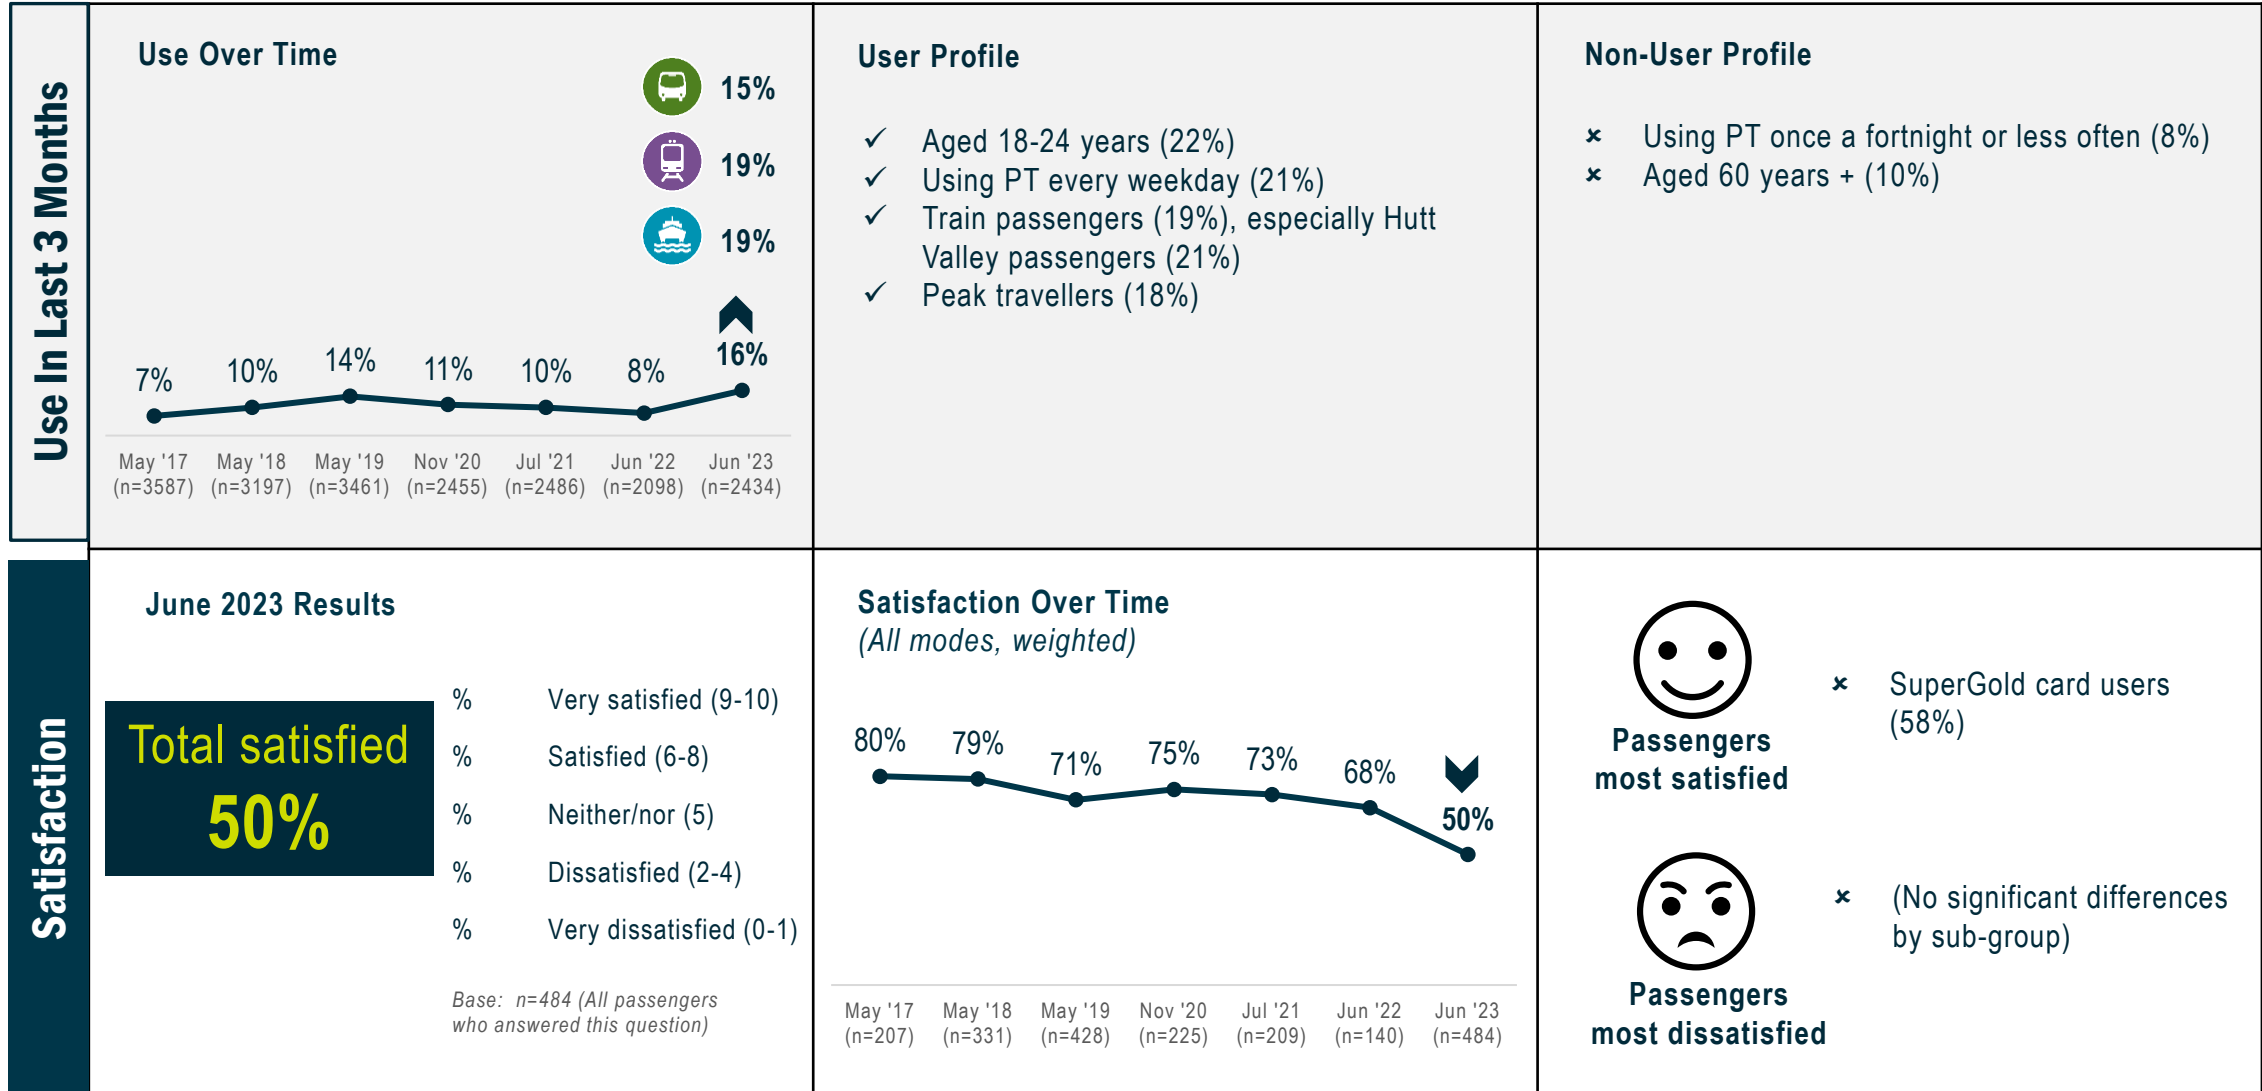 Use In Last 3 Months
Use Over Time
15%
19%
19%
7%
10%
14%
11%
10%
8%
16%
May '17
(n=3587)
May '18
(n=3197)
May '19
(n=3461)
Nov '20
(n=2455)
Jul '21
(n=2486)
Jun '22
(n=2098)
Jun '23
(n=2434)
User Profile
✓ Aged 18-24 years (22%)
✓ Using PT every weekday (21%)
✓ Train passengers (19%), especially Hutt
Valley passengers (21%)
✓ Peak travellers (18%)
Non-User Profile
× Using PT once a fortnight or less often (8%)
× Aged 60 years + (10%)
Satisfaction
June 2023 Results
Total satisfied
50%
% Very satisfied (9-10)
% Satisfied (6-8)
% Neither/nor (5)
% Dissatisfied (2-4)
% Very dissatisfied (0-1)
Base: n=484 (All passengers
who answered this question)
Satisfaction Over Time
(All modes, weighted)
80%
79%
71%
75%
73%
68%
50%
May '17
(n=207)
May '18
(n=331)
May '19
(n=428)
Nov '20
(n=225)
Jul '21
(n=209)
Jun '22
(n=140)
Jun '23
(n=484)
Passengers
most satisfied
× SuperGold card users
(58%)
Passengers
most dissatisfied
× (No significant differences
by sub-group)